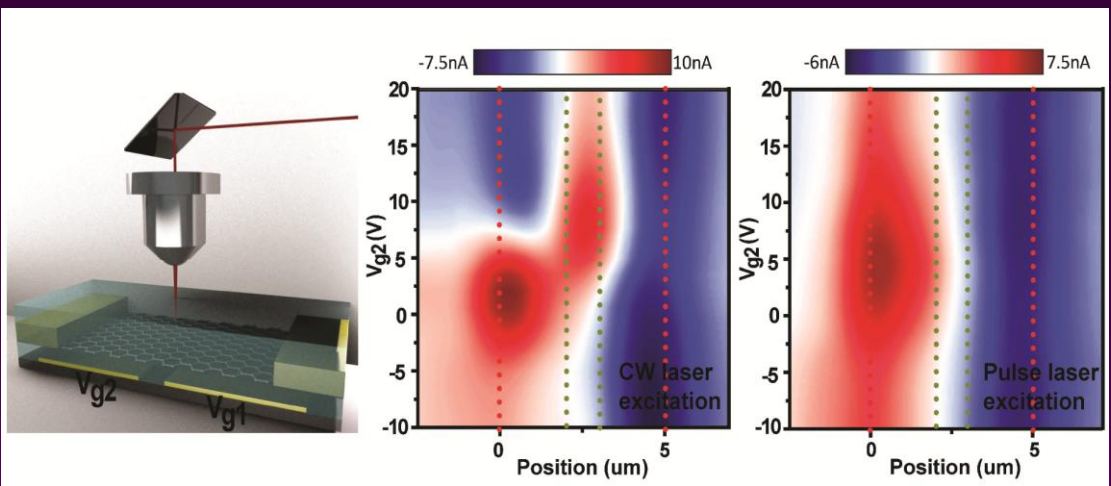 Vg2
Vg1
-7.5nA
10nA
20
15
10
5
0
-5
-10
Vg2 (V)
0
5
Position (um)
CW laser
excitation
-6nA
7.5nA
20
15
10
5
0
-5
-10
Vg2 (V)
0
5
Position (um)
Pulse laser
excitation